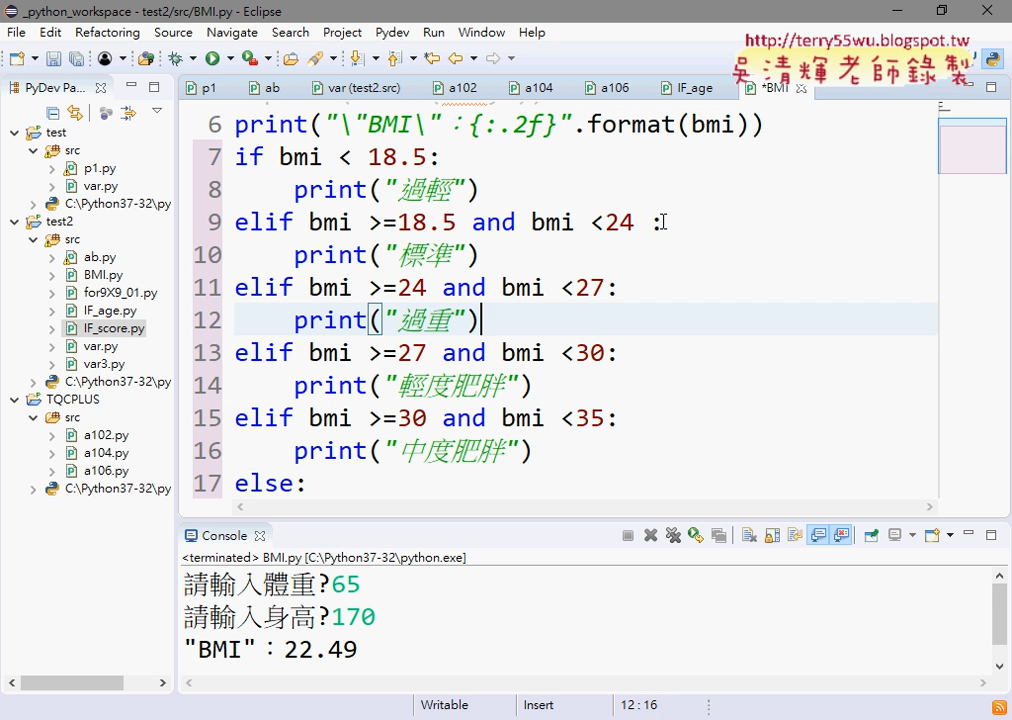 _python_workspace - test2/src/BMI.py - Eclipse
File Edit Refactoring Source Navigate Search Project Pydev Run Window Help
http://terry55wu.blogspot.tw
吳清輝老師錄製
PyDev Pa...
p1 ab var (test2.src) a102 a104 a106 IF_age *BMI
test
src
p1.py
var.py
C:\Python37-32\py
test2
src
ab.py
BMI.py
for9X9_01.py
IF_age.py
IF_score.py
var.py
var3.py
C:\Python37-32\py
TQCPLUS
src
a102.py
a104.py
a106.py
C:\Python37-32\py
6 print("\"BMI\"：{:.2f}".format(bmi))
7 if bmi < 18.5:
8 print("過輕")
9 elif bmi >=18.5 and bmi <24 :
10 print("標準")
11 elif bmi >=24 and bmi <27:
12 print("過重")
13 elif bmi >=27 and bmi <30:
14 print("輕度肥胖")
15 elif bmi >=30 and bmi <35:
16 print("中度肥胖")
17 else:
Console
<terminated> BMI.py [C:\Python37-32\python.exe]
請輸入體重?65
請輸入身高?170
"BMI"：22.49
Writable Insert 12 : 16